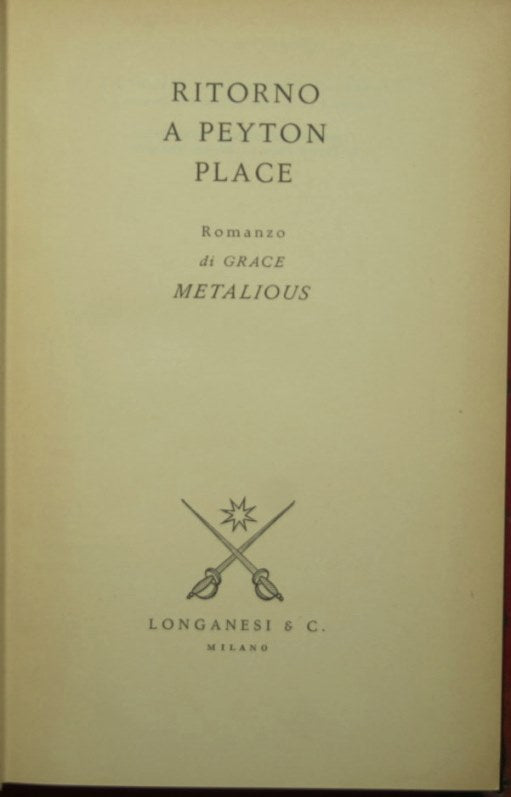 RITORNO
A PEYTON
PLACE
Romanzo
di GRACE
METALIOUS
LONGANESI & C.
MILANO